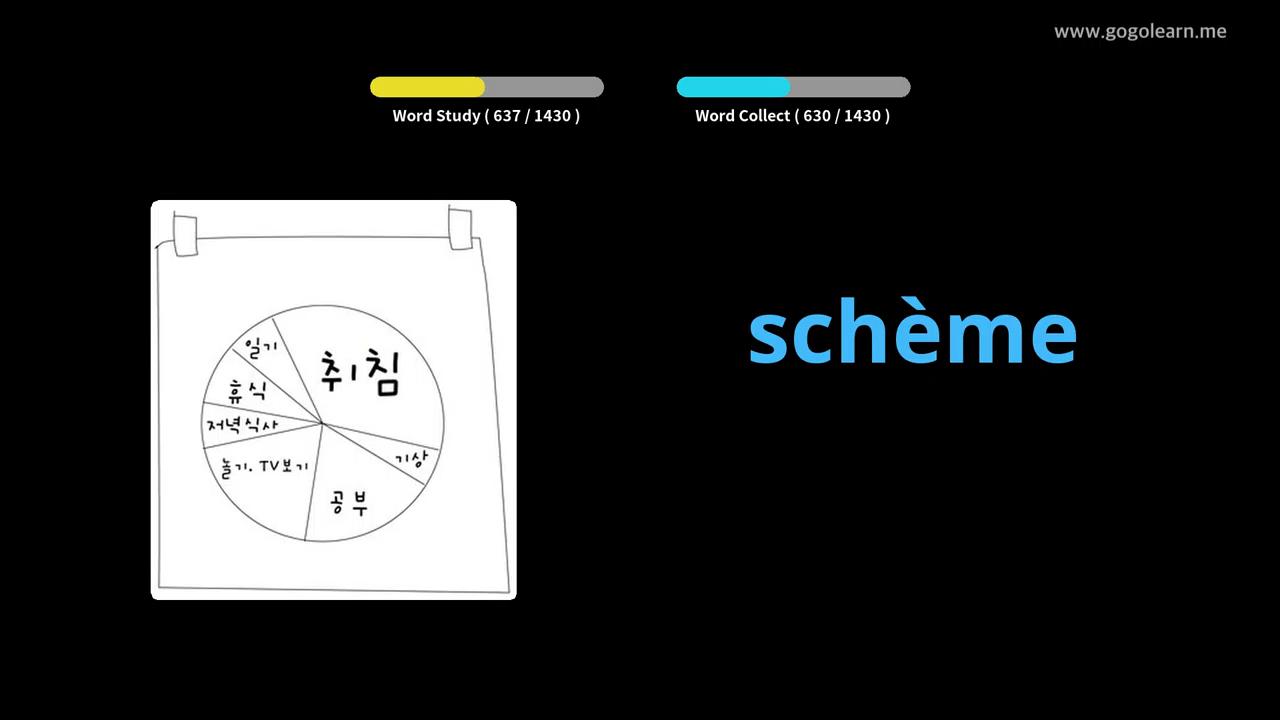 www.gogolearn.me
Word Study ( 637 / 1430 )
Word Collect ( 630 / 1430 )
일기
취침
휴식
저녁식사
놀기. TV보기
기상
공부
schème